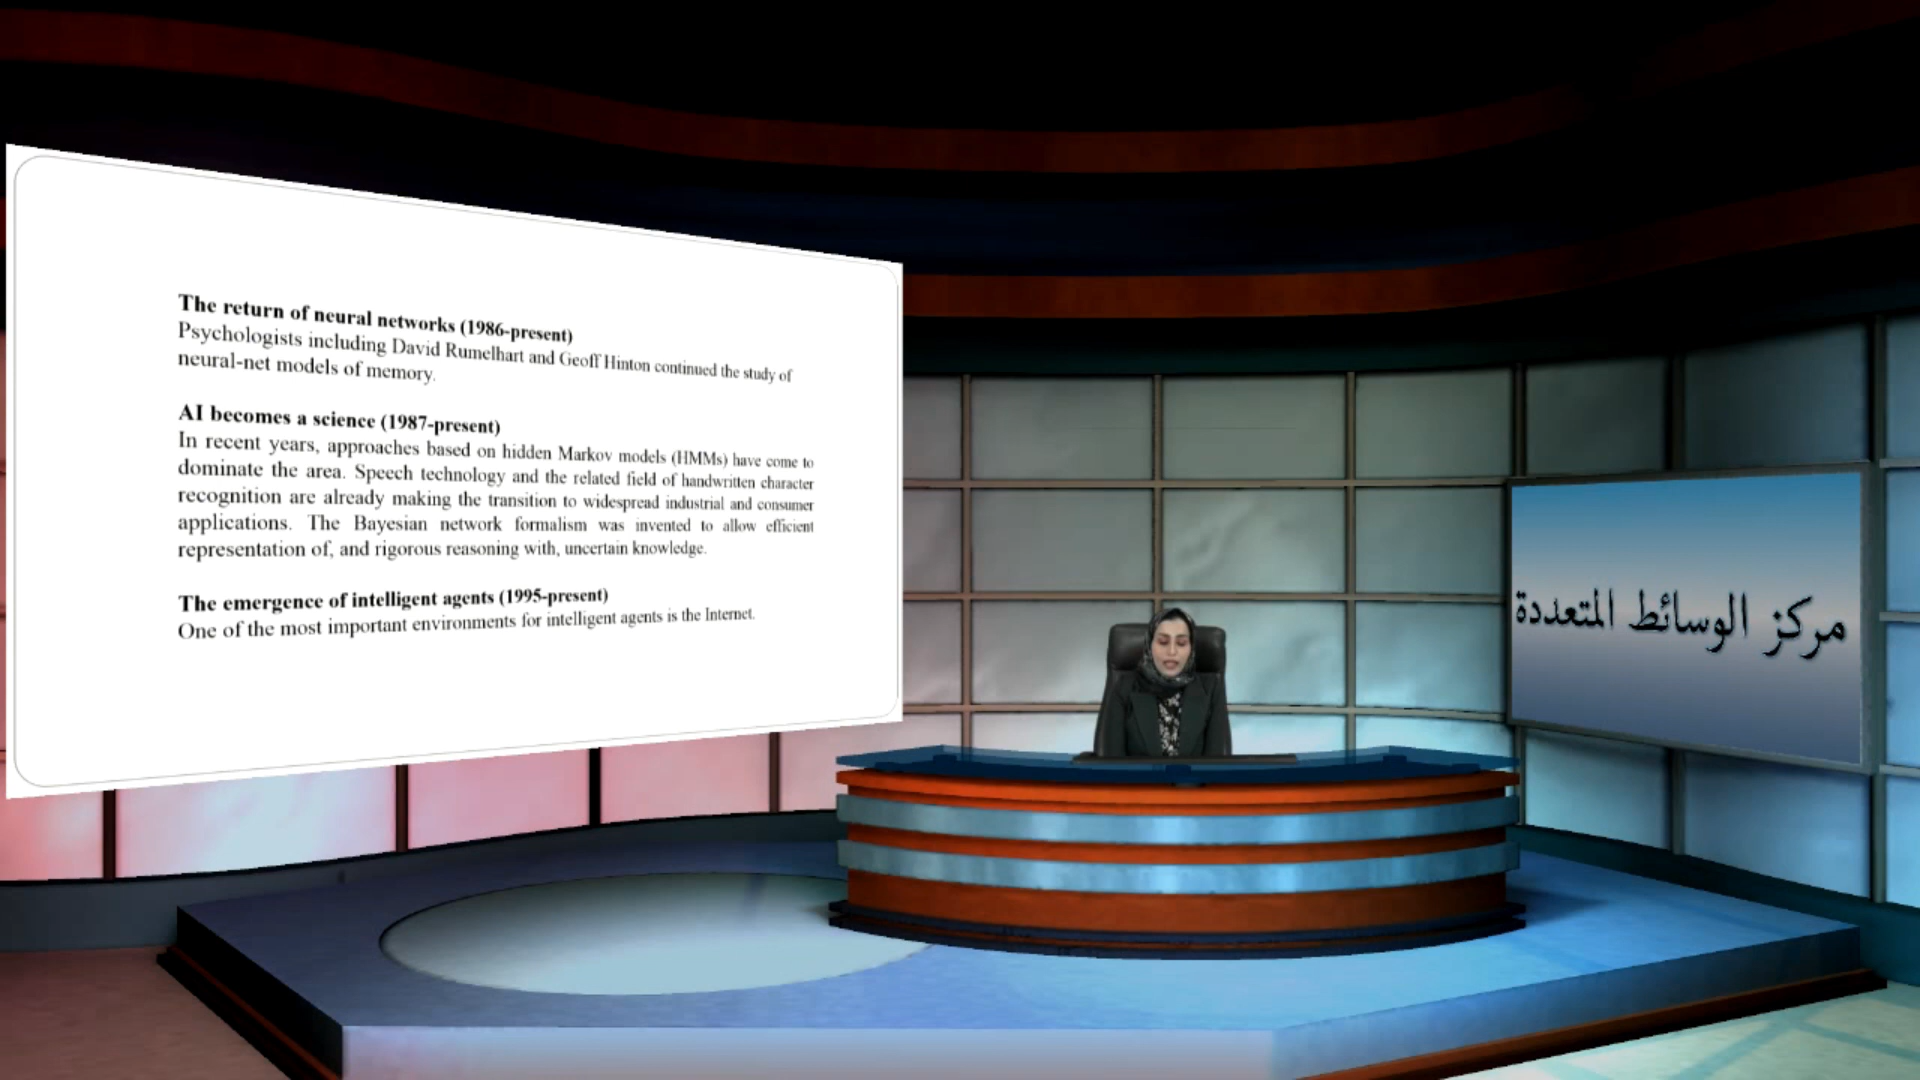 The return of neural networks (1986-present)
Psychologists including David Rumelhart and Geoff Hinton continued the study of
neural-net models of memory.
AI becomes a science (1987-present)
In recent years, approaches based on hidden Markov models (HMMs) have come to
dominate the area. Speech technology and the related field of handwritten character
recognition are already making the transition to widespread industrial and consumer
applications. The Bayesian network formalism was invented to allow efficient
representation of, and rigorous reasoning with, uncertain knowledge.
The emergence of intelligent agents (1995-present)
One of the most important environments for intelligent agents is the Internet.
مركز الوسائط المتعددة